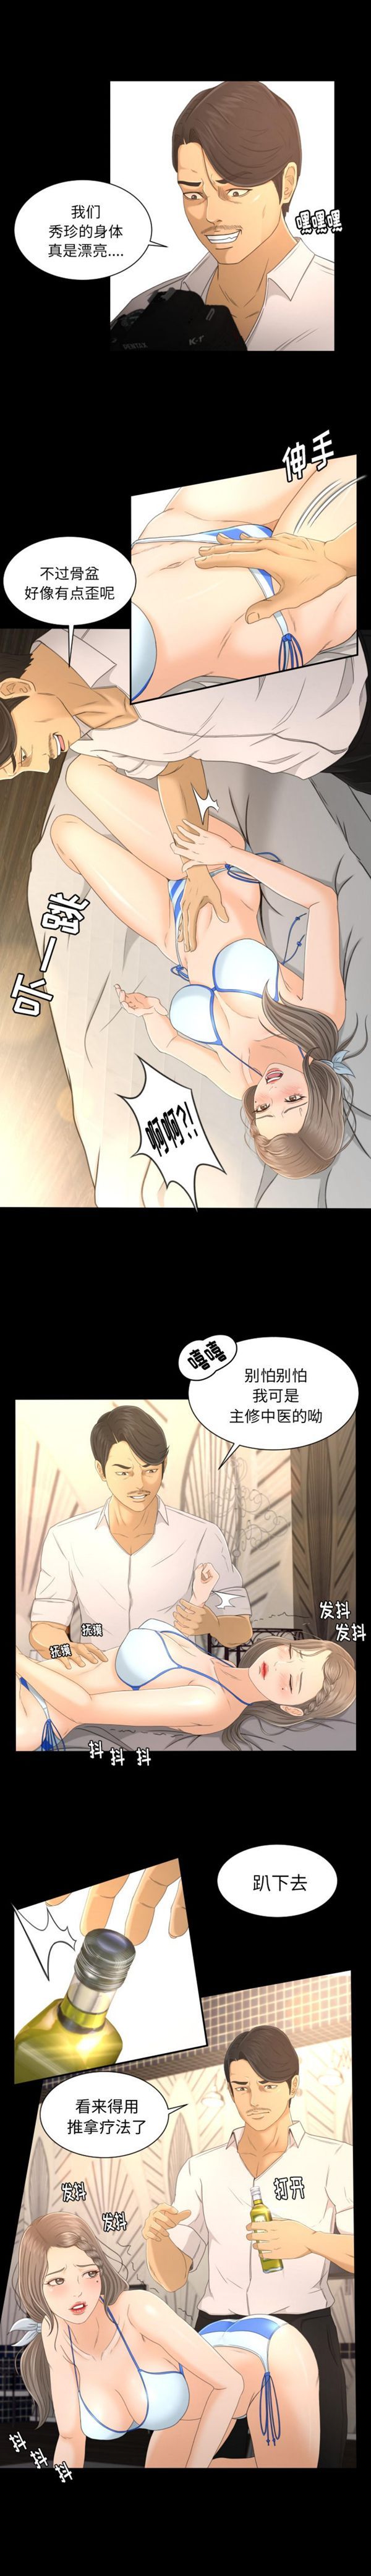 我们
秀珍的身体
真是漂亮....
嘿嘿嘿
PENTAX
K-r
伸手
不过骨盆
好像有点歪呢
吓一跳
啊啊?!
嘻嘻
别怕别怕
我可是
主修中医的呦
发抖
发抖
抚摸
抚摸
抖 抖 抖
趴下去
看来得用
推拿疗法了
打开
发抖
发抖
抖 抖 抖